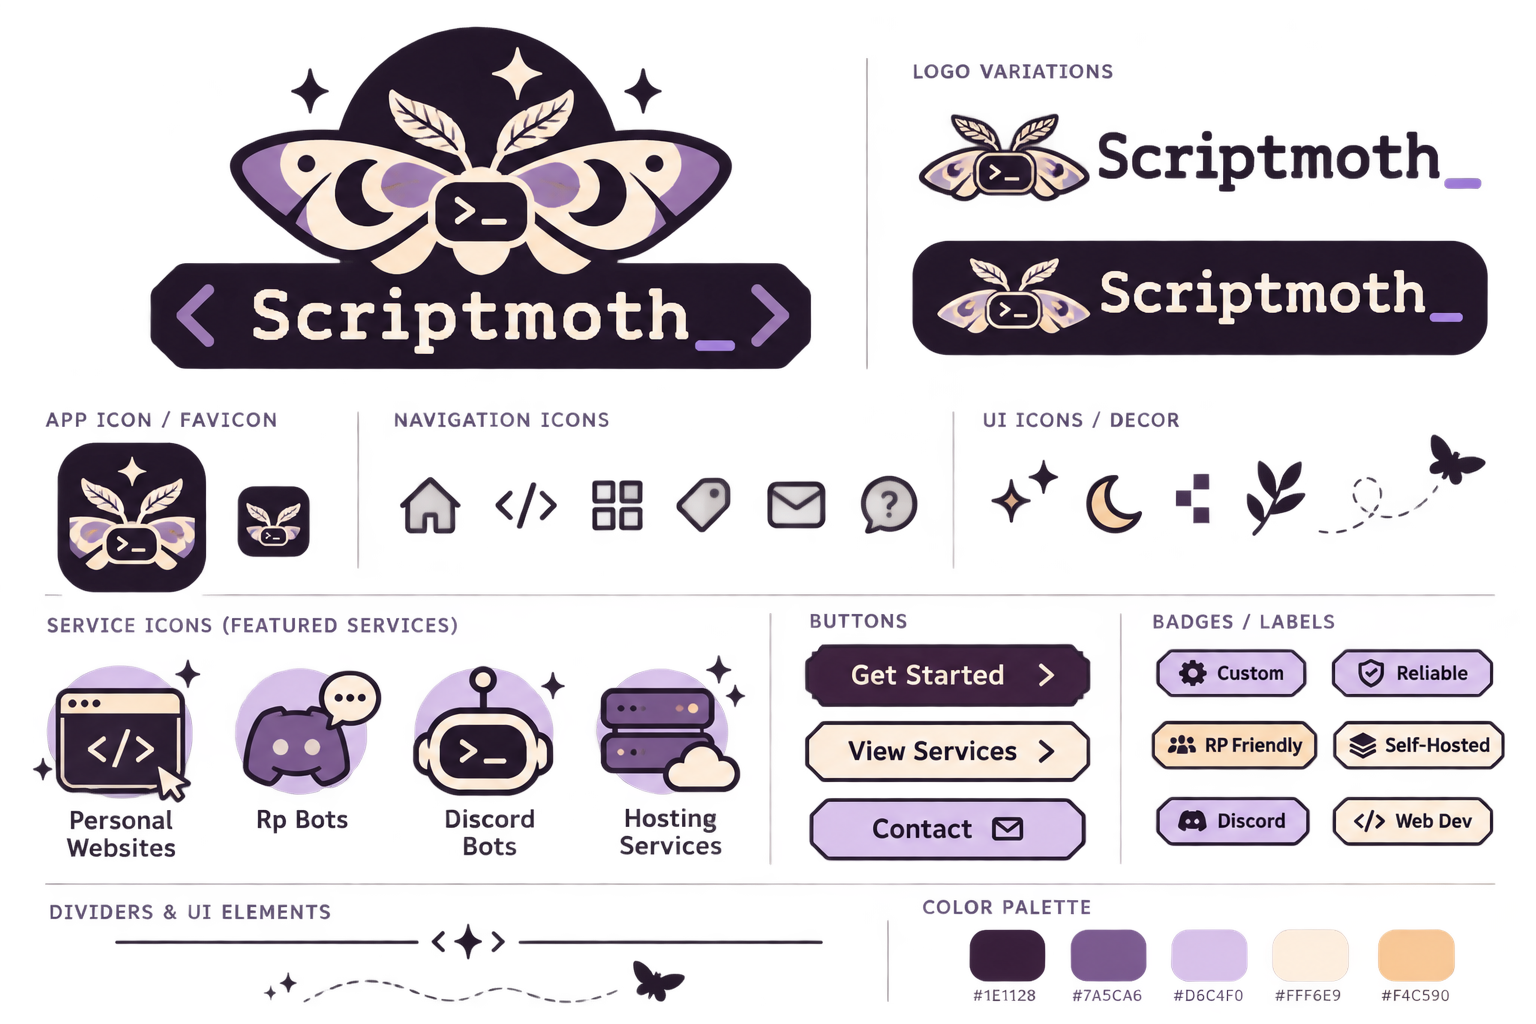 >_
< Scriptmoth_ >
LOGO VARIATIONS
>_ Scriptmoth_
>_ Scriptmoth_
APP ICON / FAVICON
>_
>_
NAVIGATION ICONS
</>
?
UI ICONS / DECOR
SERVICE ICONS (FEATURED SERVICES)
</>
Personal
Websites
Rp Bots
>_
Discord
Bots
Hosting
Services
BUTTONS
Get Started >
View Services >
Contact
BADGES / LABELS
Custom
Reliable
RP Friendly
Self-Hosted
Discord
</> Web Dev
DIVIDERS & UI ELEMENTS
< >
COLOR PALETTE
#1E1128
#7A5CA6
#D6C4F0
#FFF6E9
#F4C590